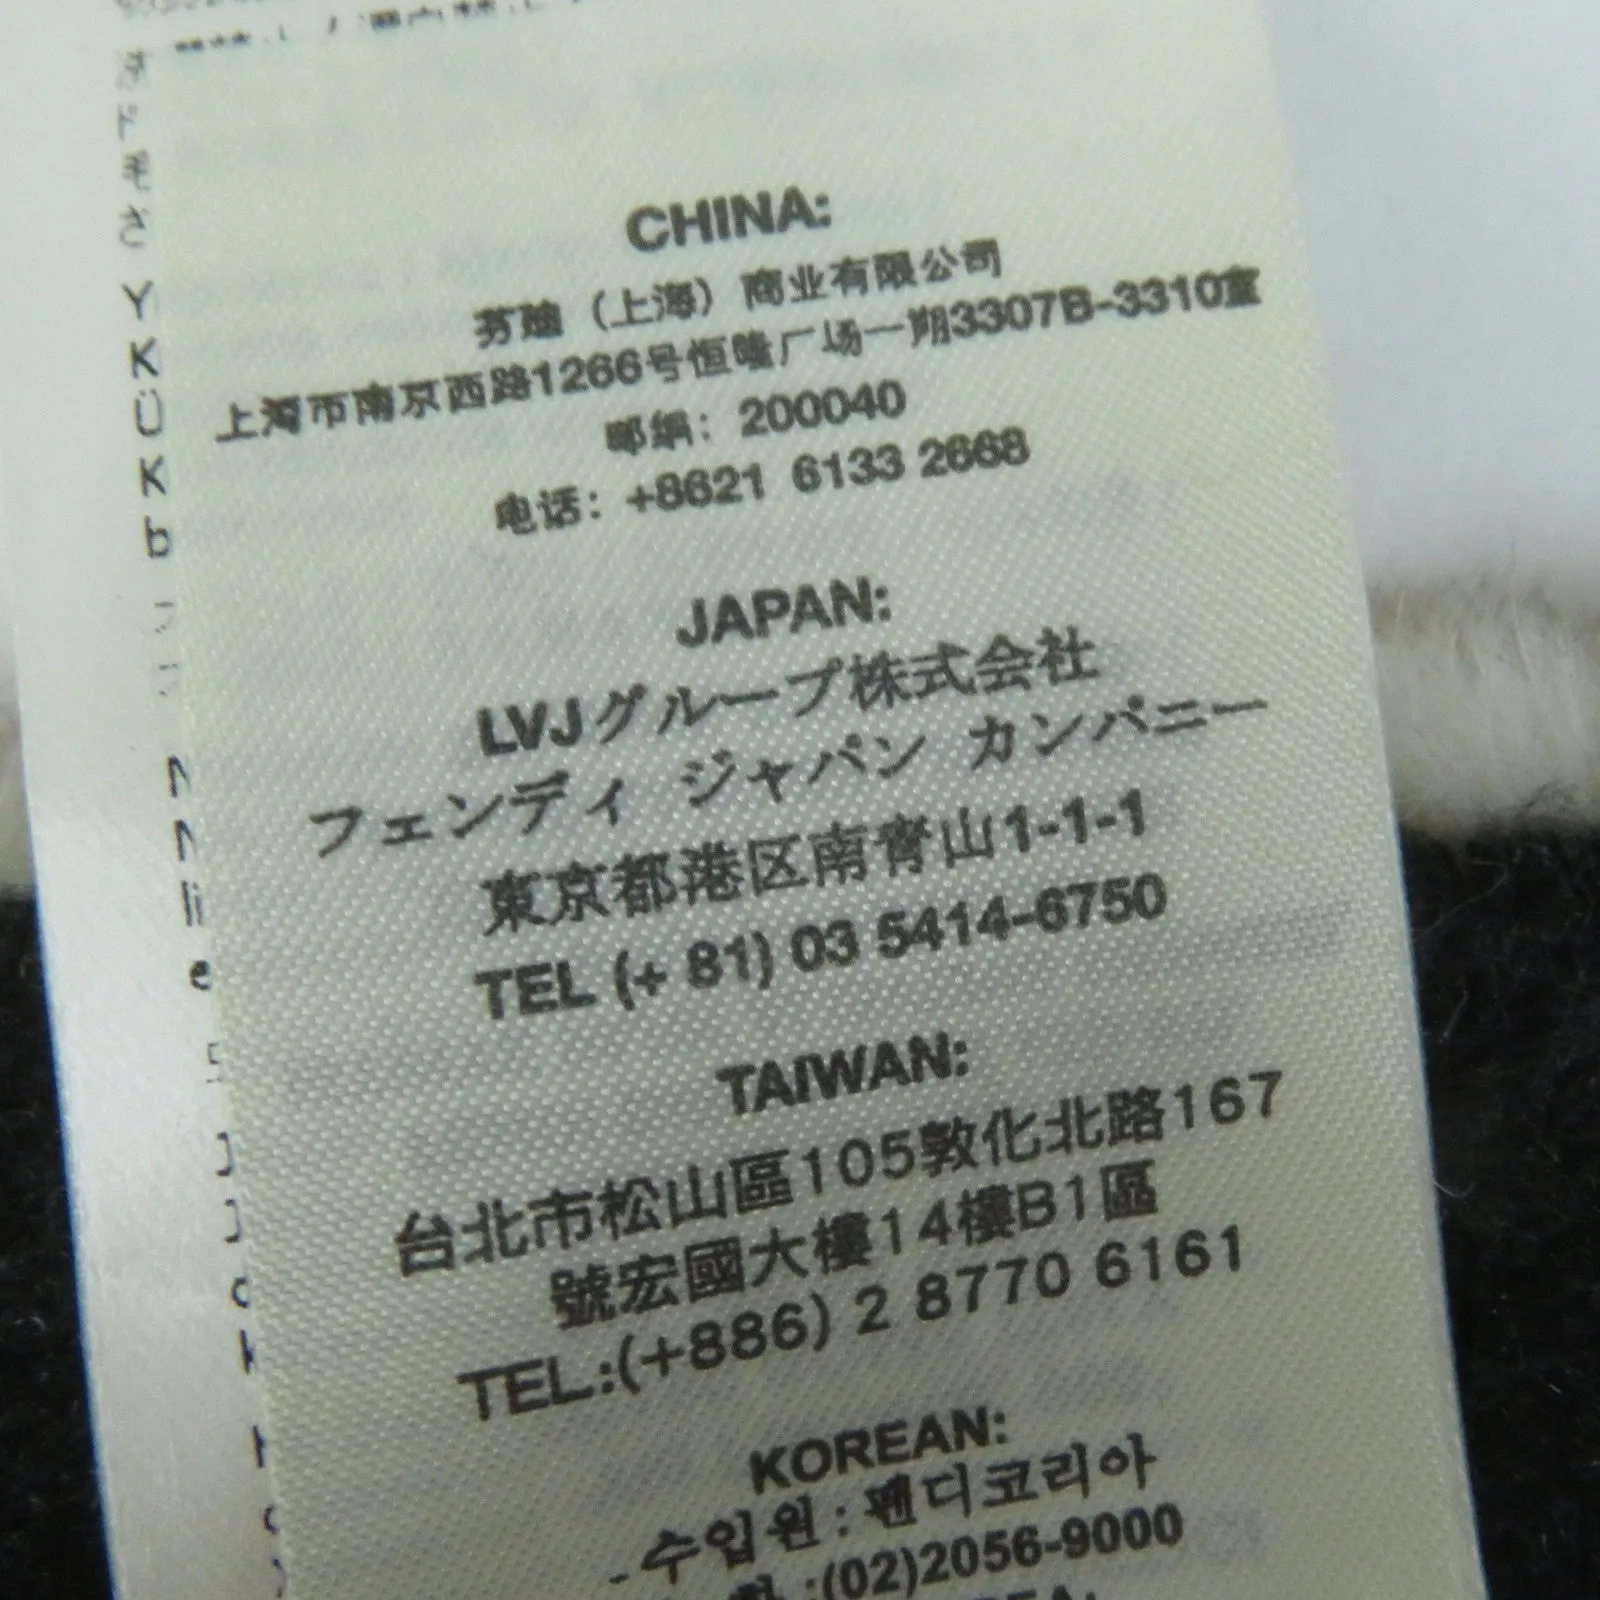 CHINA:
芬迪（上海）商业有限公司
上海市南京西路1266号恒隆广场一期3307B-3310室
邮编：200040
电话：+8621 6133 2668
JAPAN:
LVJグループ株式会社
フェンディ ジャパン カンパニー
東京都港区南青山1-1-1
TEL (+ 81) 03 5414-6750
TAIWAN:
台北市松山區105敦化北路167
號宏國大樓14樓B1區
TEL.:(+886) 2 8770 6161
KOREAN:
수입원 : 펜디코리아
:(02)2056-9000